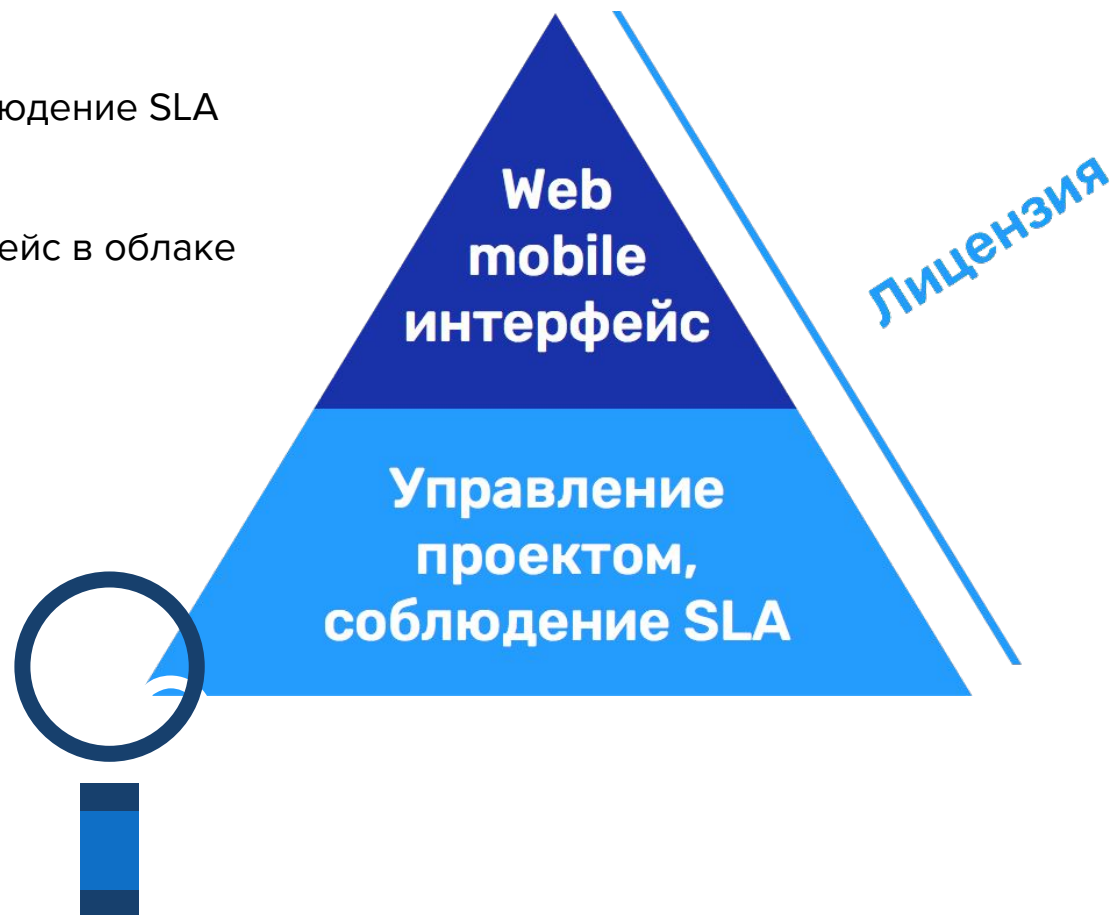 юдение SLA
ейс в облаке
Web
mobile
интерфейс
Лицензия
Управление
проектом,
соблюдение SLA